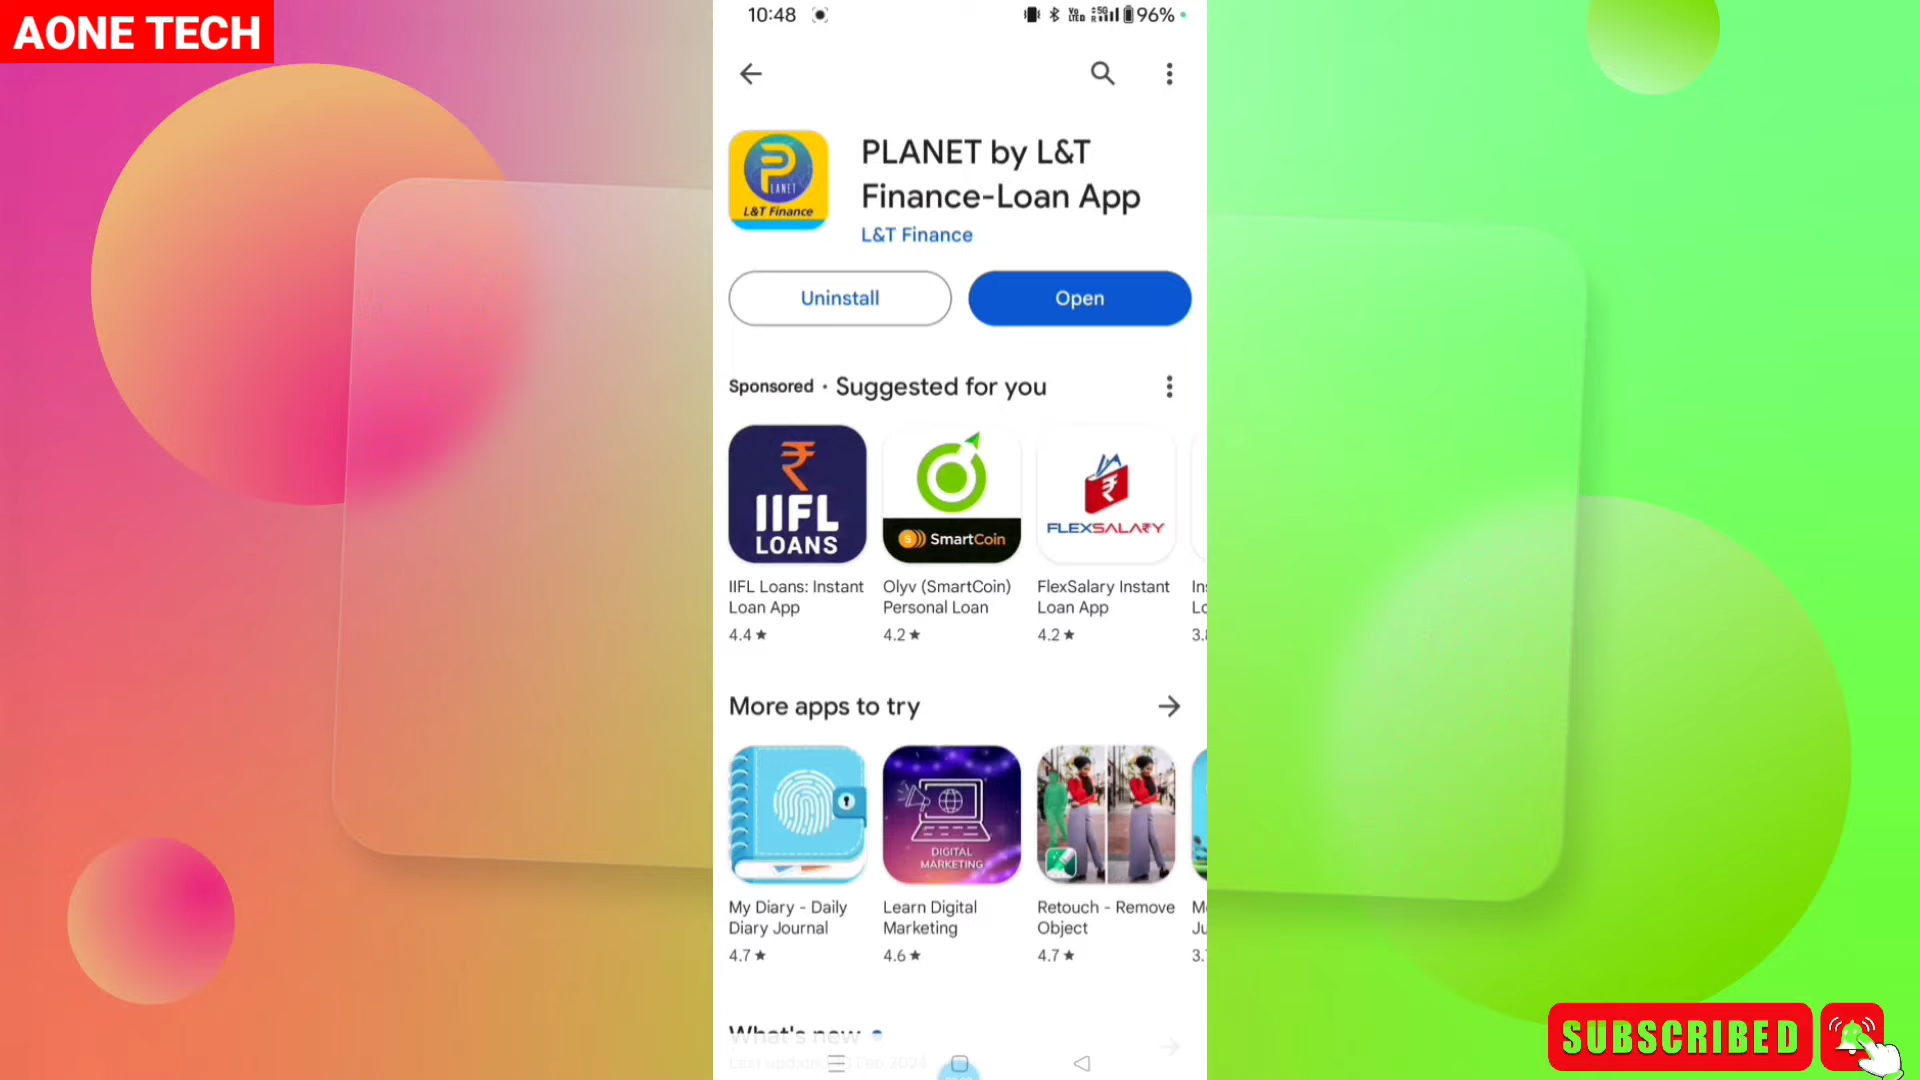 AONE TECH
10:48
96%
PLANET by L&T
Finance-Loan App
L&T Finance
PLANET
L&T Finance
Uninstall
Open
Sponsored • Suggested for you
₹
IIFL
LOANS
SmartCoin
₹
FLEXSALARY
IIFL Loans: Instant
Loan App
4.4 ★
Olyv (SmartCoin)
Personal Loan
4.2 ★
FlexSalary Instant
Loan App
4.2 ★
More apps to try
DIGITAL
MARKETING
My Diary - Daily
Diary Journal
4.7 ★
Learn Digital
Marketing
4.6 ★
Retouch - Remove
Object
4.7 ★
What's new
SUBSCRIBED